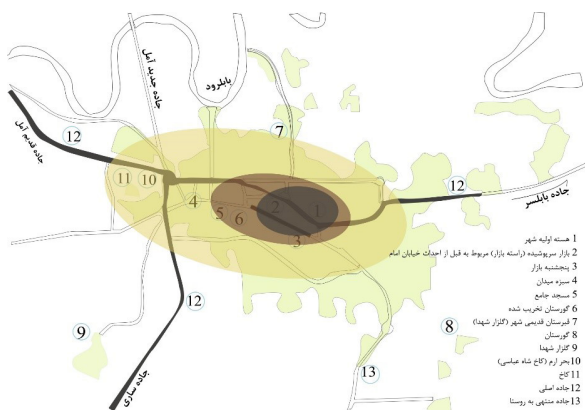 جاده جدید آمل
بابلرود
7
12
جاده قدیم آمل
12
11
10
4
2
1
5
6
3
جاده بابلسر
12
9
8
جاده ساری
13
1 هسته اولیه شهر
2 بازار سرپوشیده (راسته بازار) مربوط به قبل از احداث خیابان امام
3 پنجشنبه بازار
4 سبزه میدان
5 مسجد جامع
6 گورستان تخریب شده
7 قبرستان قدیمی شهر (گلزار شهدا)
8 گورستان
9 گلزار شهدا
10 بحر ارم (کاخ شاه عباسی)
11 کاخ
12 جاده اصلی
13 جاده منتهی به روستا